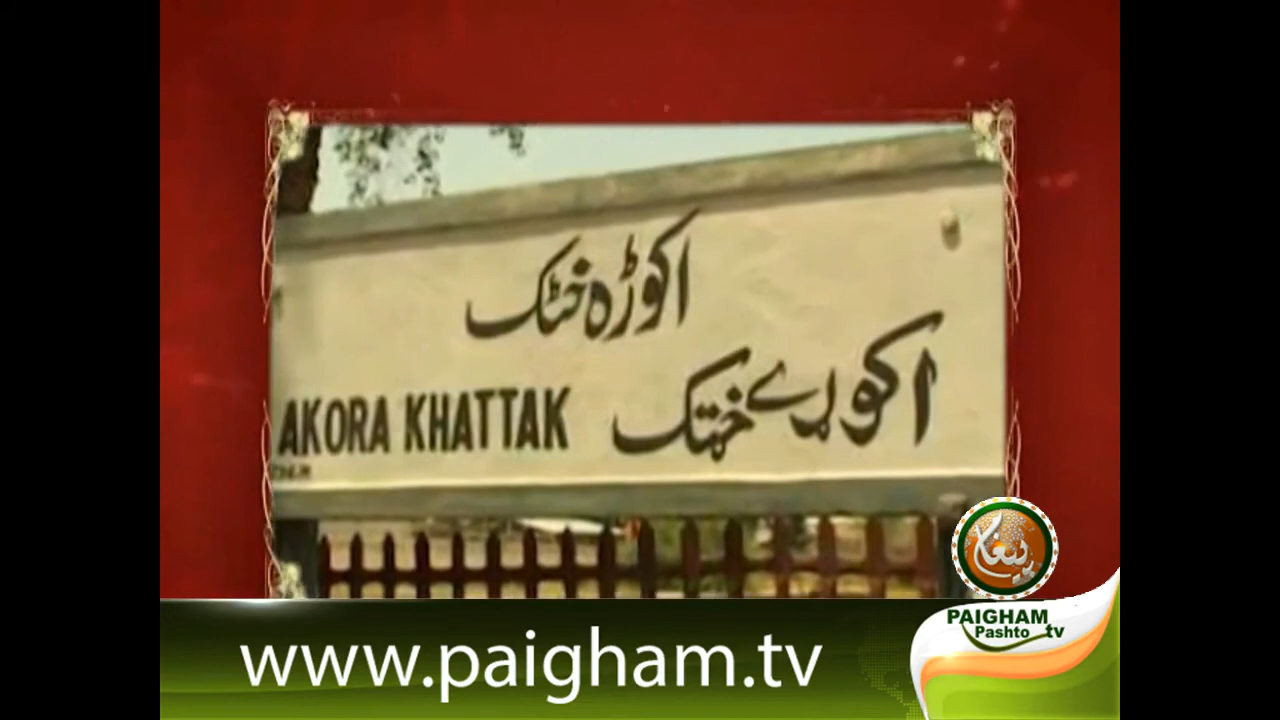 اکوڑہ خٹک
اکوړے خټک
AKORA KHATTAK
پیغام
PAIGHAM
Pashto tv
www.paigham.tv